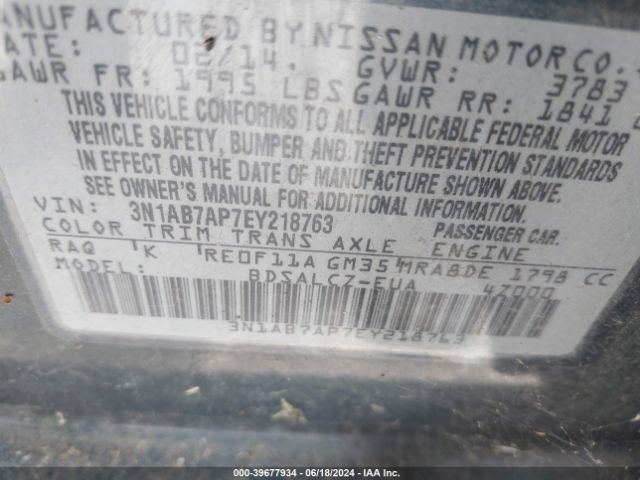 MANUFACTURED BY NISSAN MOTOR CO.,
DATE: 02/14. GVWR: 3783
GAWR FR: 1995 LBS GAWR RR: 1841
THIS VEHICLE CONFORMS TO ALL APPLICABLE FEDERAL MOTOR
VEHICLE SAFETY, BUMPER AND THEFT PREVENTION STANDARDS
IN EFFECT ON THE DATE OF MANUFACTURE SHOWN ABOVE.
SEE OWNER'S MANUAL FOR ADDITIONAL INFORMATION
VIN: 3N1AB7AP7EY218763 PASSENGER CAR.
COLOR TRIM TRANS AXLE ENGINE
RAQ K RE0F11A GM35 MRA8DE 1798 CC
BDSALCZ-EUA 47000
3N1AB7AP7EY218763
000-39677934 / 06/18/2024 - IAA Inc.